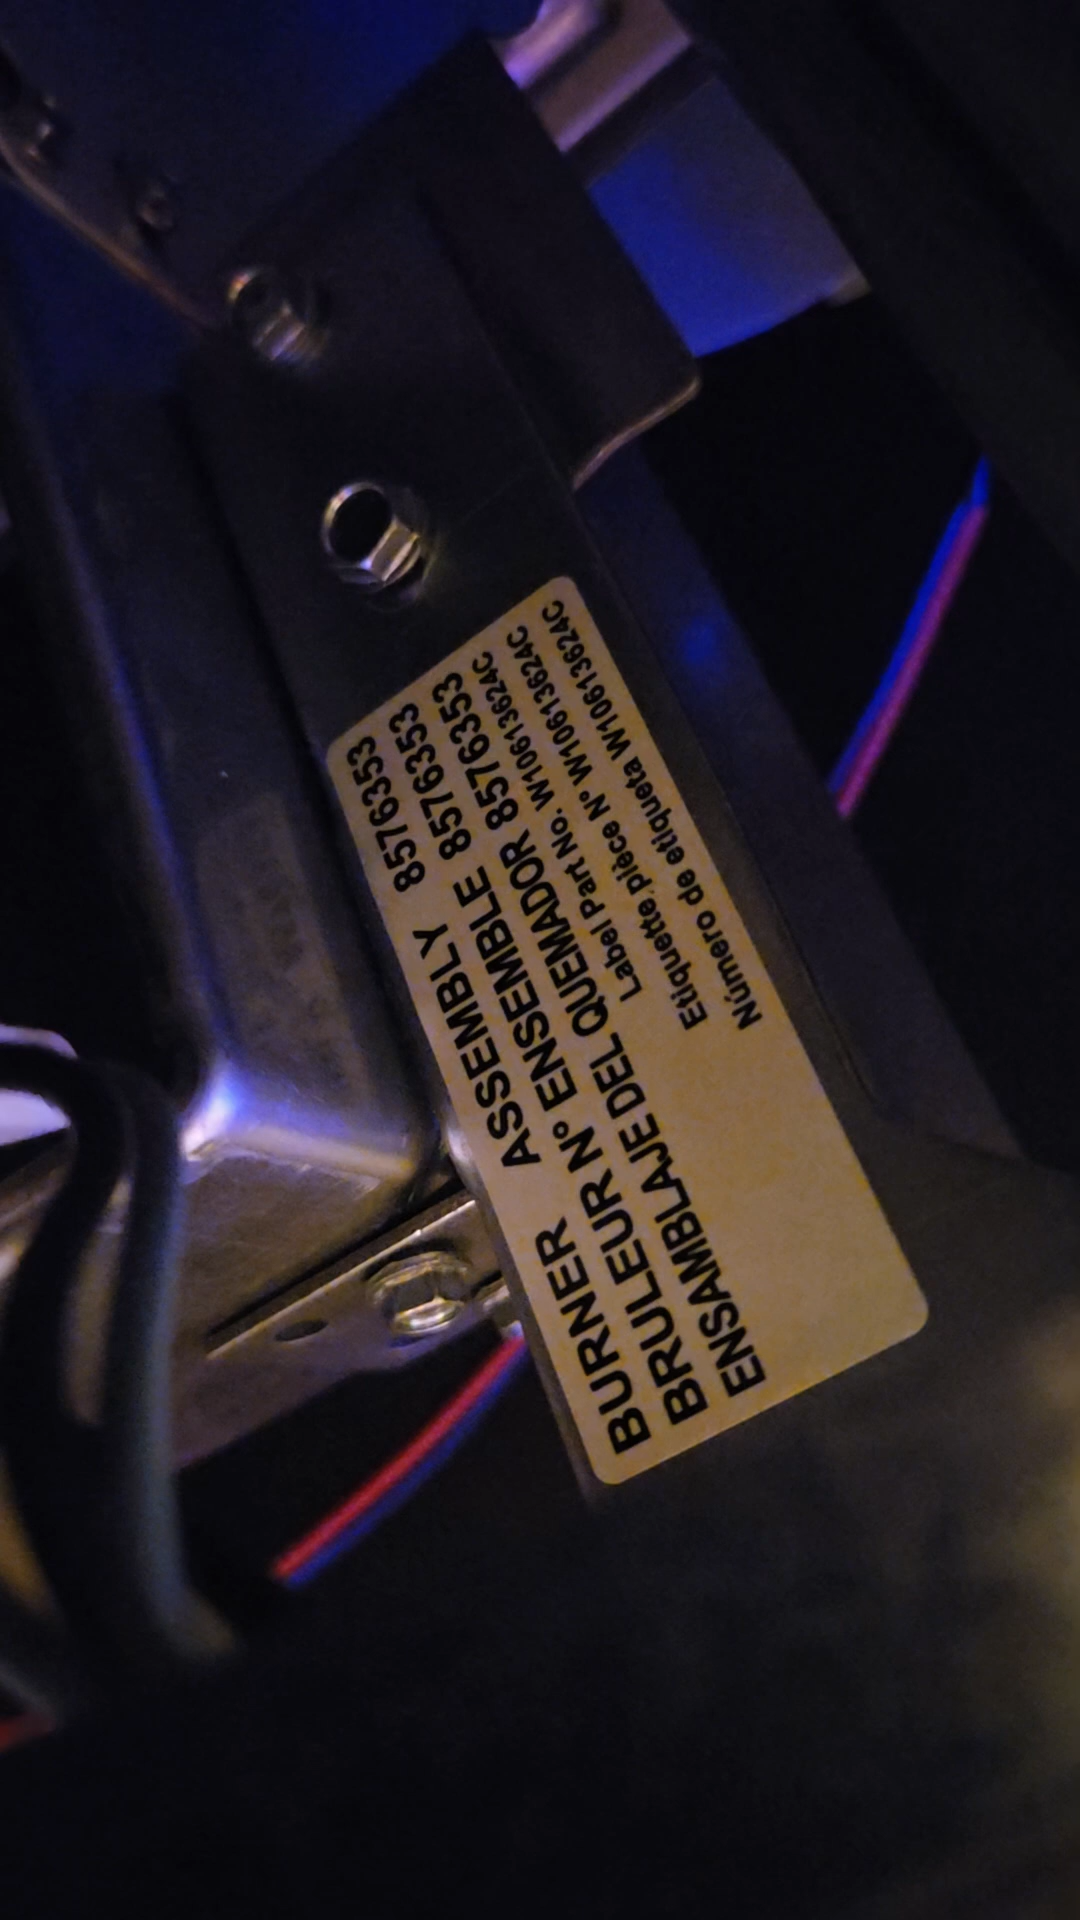 BURNER ASSEMBLY 8576353
BRULEUR N° ENSEMBLE 8576353
ENSAMBLAJE DEL QUEMADOR 8576353
Label Part No. W10613624C
Etiquette, pièce N° W10613624C
Número de etiqueta W10613624C